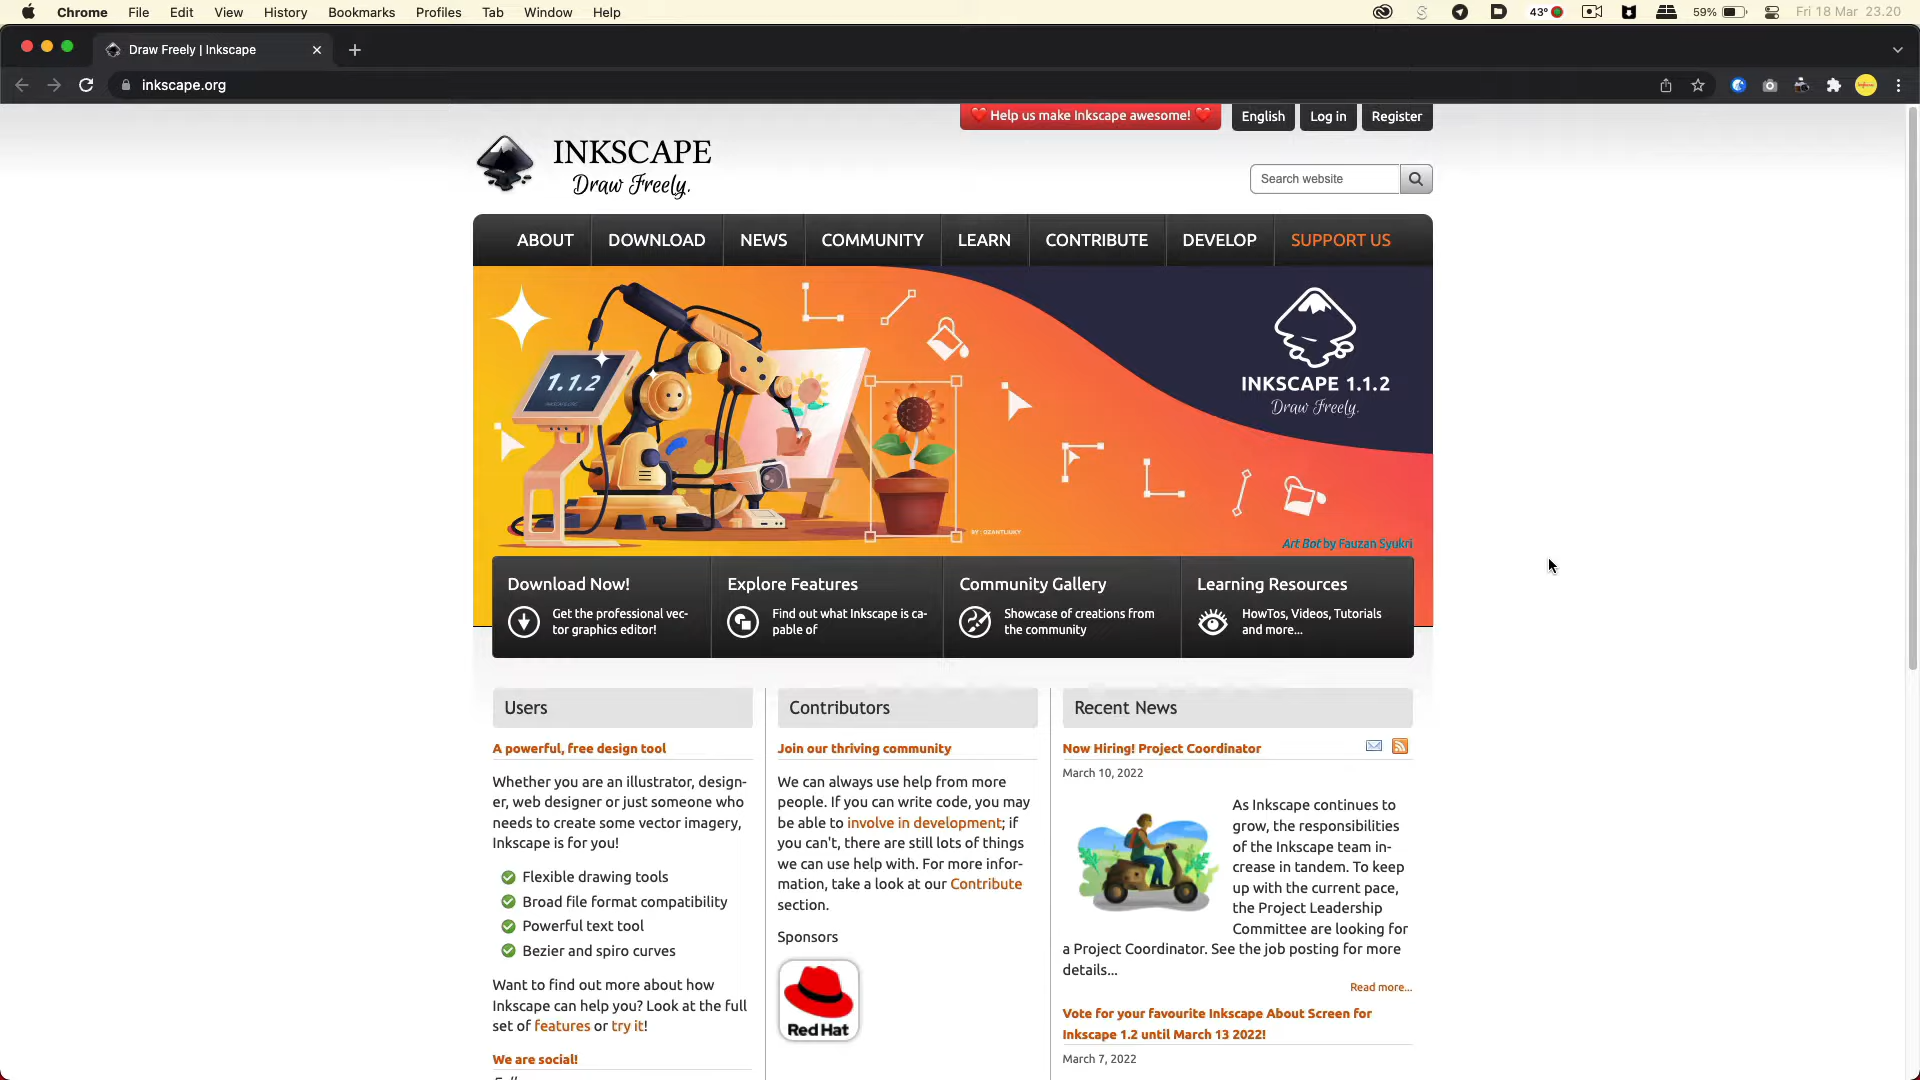 Chrome File Edit View History Bookmarks Profiles Tab Window Help
43° 59% Fri 18 Mar 23.20
Draw Freely | Inkscape
inkscape.org
Help us make Inkscape awesome!
English Log in Register
INKSCAPE
Draw Freely.
Search website
ABOUT DOWNLOAD NEWS COMMUNITY LEARN CONTRIBUTE DEVELOP SUPPORT US
1.1.2
INKSCAPE 1.1.2
Draw Freely.
Art Bot by Fauzan Syukri
Download Now!
Get the professional vec-
tor graphics editor!
Explore Features
Find out what Inkscape is ca-
pable of
Community Gallery
Showcase of creations from
the community
Learning Resources
HowTos, Videos, Tutorials
and more...
Users
A powerful, free design tool
Whether you are an illustrator, design-
er, web designer or just someone who
needs to create some vector imagery,
Inkscape is for you!
Flexible drawing tools
Broad file format compatibility
Powerful text tool
Bezier and spiro curves
Want to find out more about how
Inkscape can help you? Look at the full
set of features or try it!
We are social!
Contributors
Join our thriving community
We can always use help from more
people. If you can write code, you may
be able to involve in development; if
you can't, there are still lots of things
we can use help with. For more infor-
mation, take a look at our Contribute
section.
Sponsors
Red Hat
Recent News
Now Hiring! Project Coordinator
March 10, 2022
As Inkscape continues to
grow, the responsibilities
of the Inkscape team in-
crease in tandem. To keep
up with the current pace,
the Project Leadership
Committee are looking for
a Project Coordinator. See the job posting for more
details...
Read more...
Vote for your favourite Inkscape About Screen for
Inkscape 1.2 until March 13 2022!
March 7, 2022